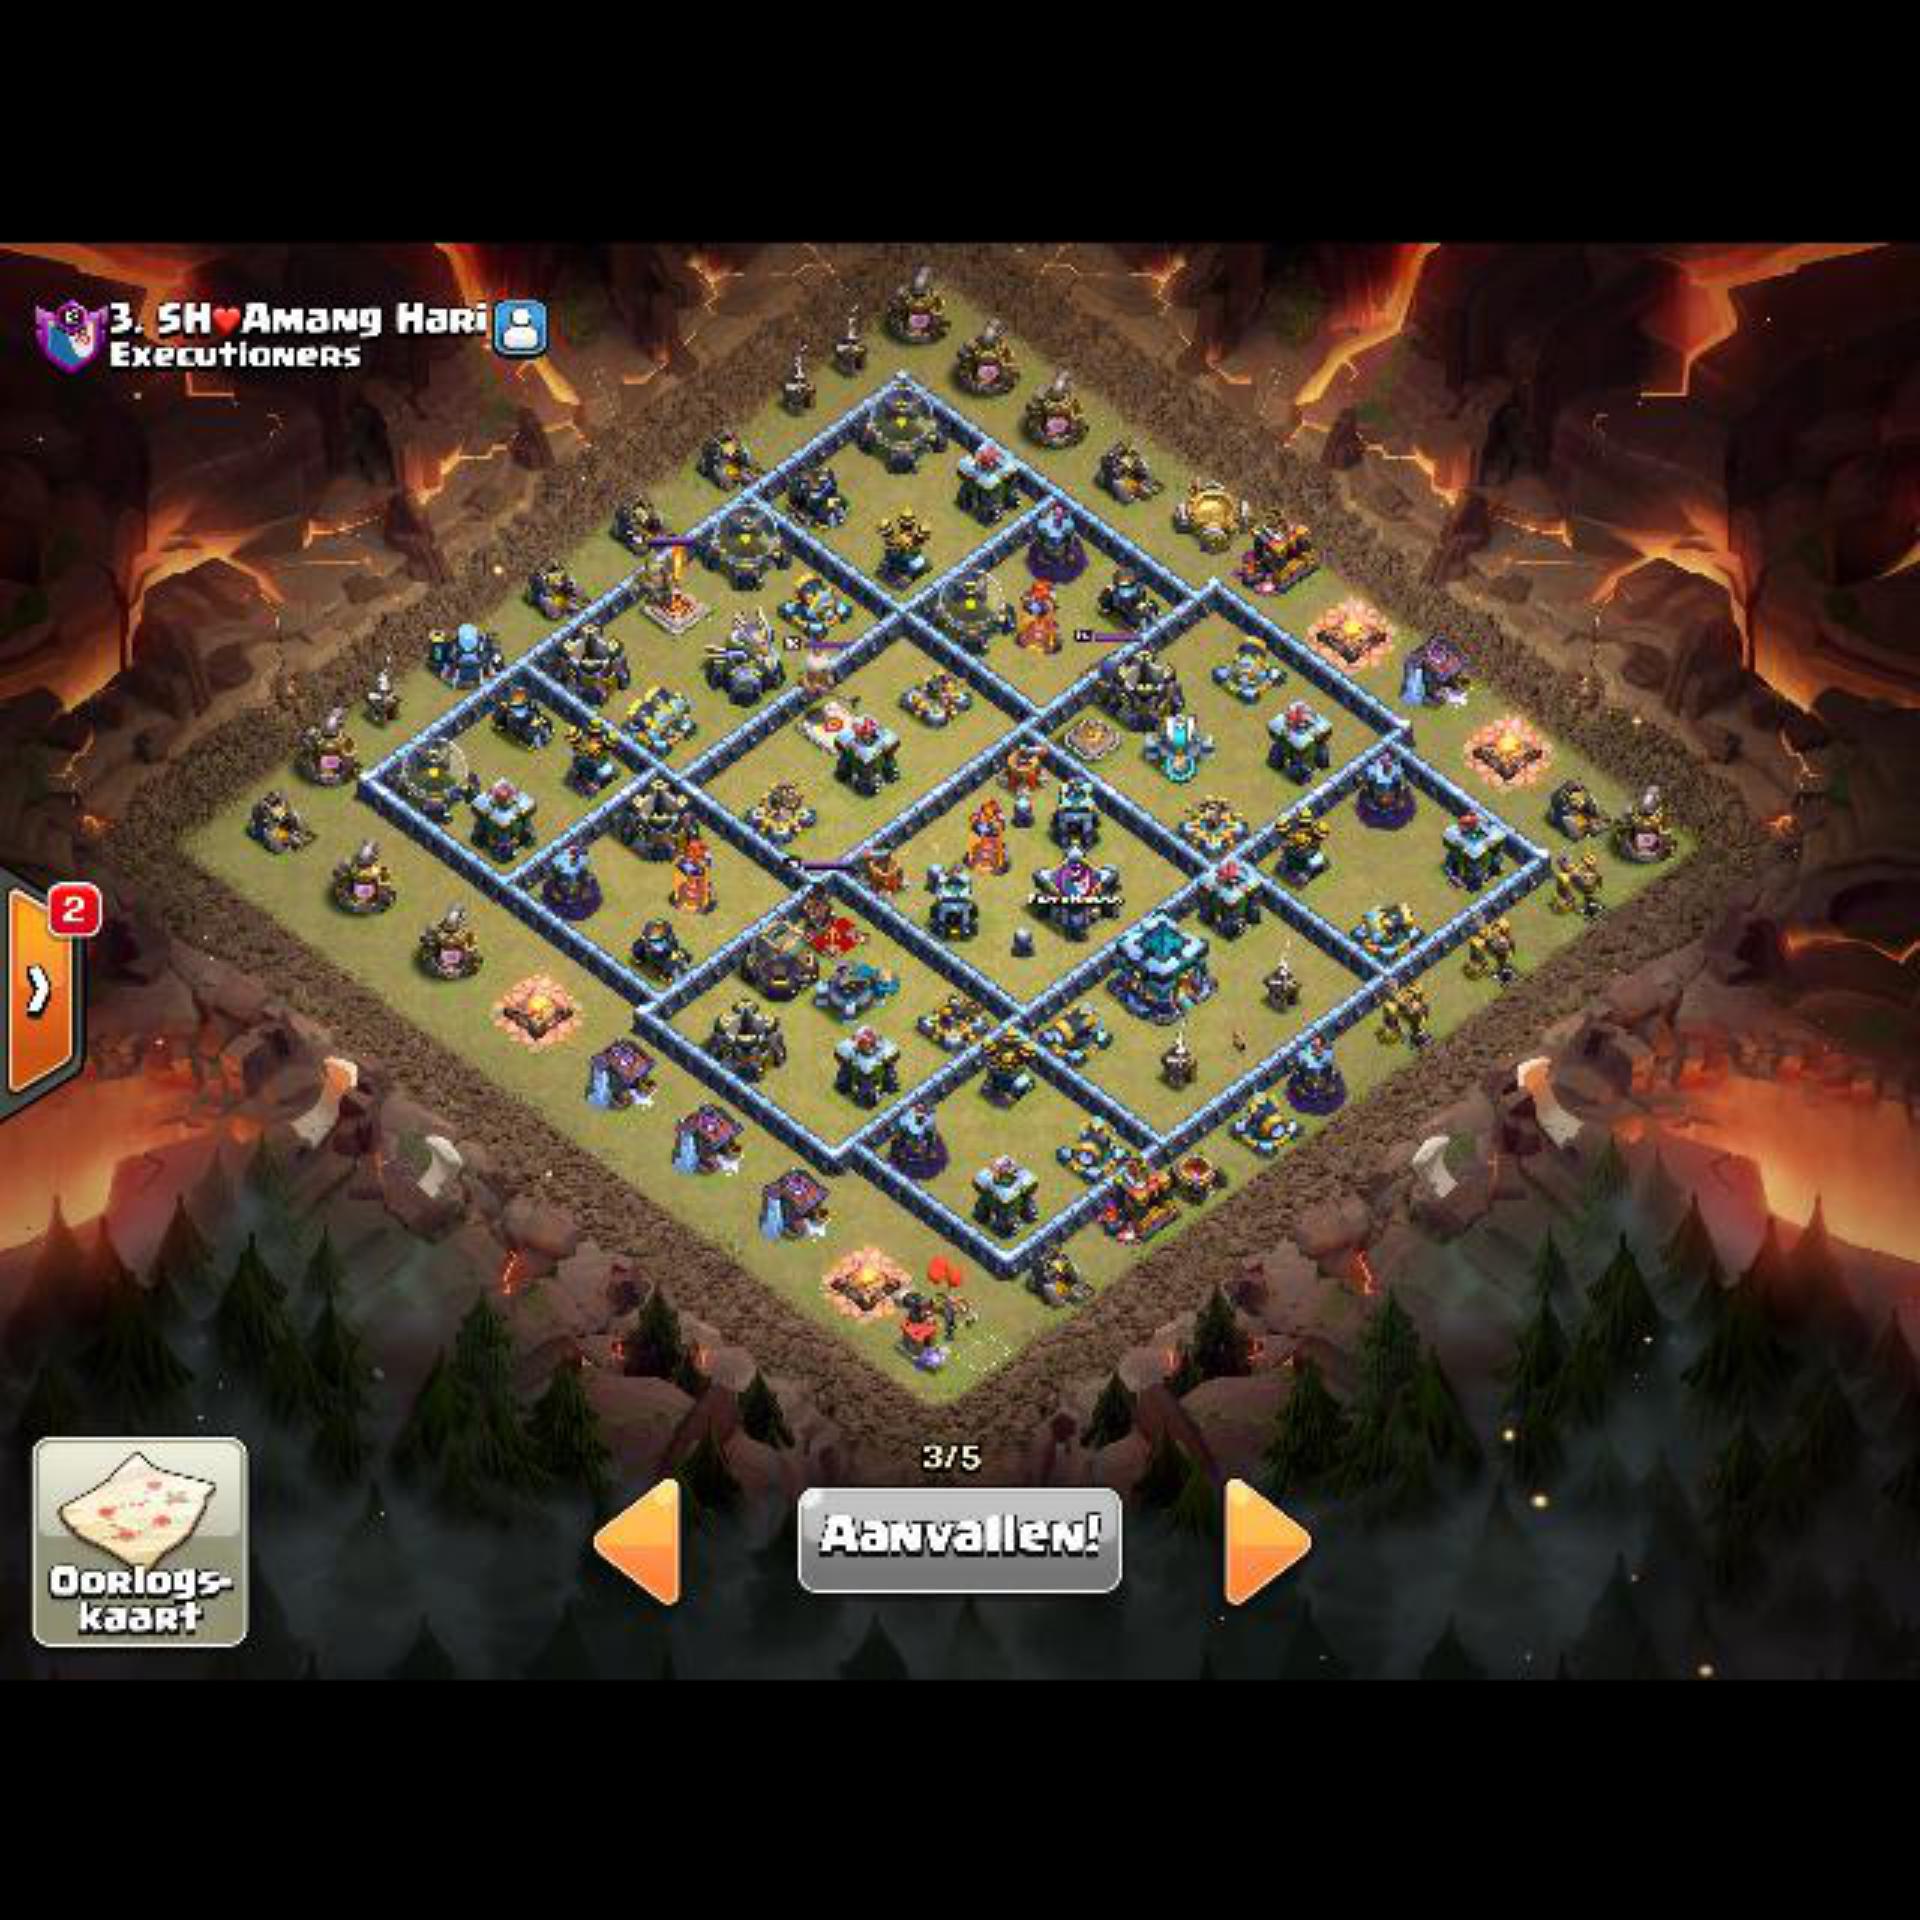 3. SH♥Amang Hari
Executioners
2
3/5
Aanvallen!
Oorlogs-
kaart